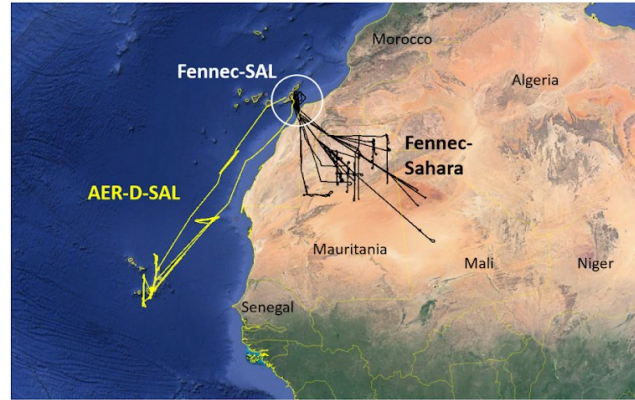 Morocco
Fennec-SAL
Algeria
Fennec-
Sahara
AER-D-SAL
Mauritania
Mali
Niger
Senegal